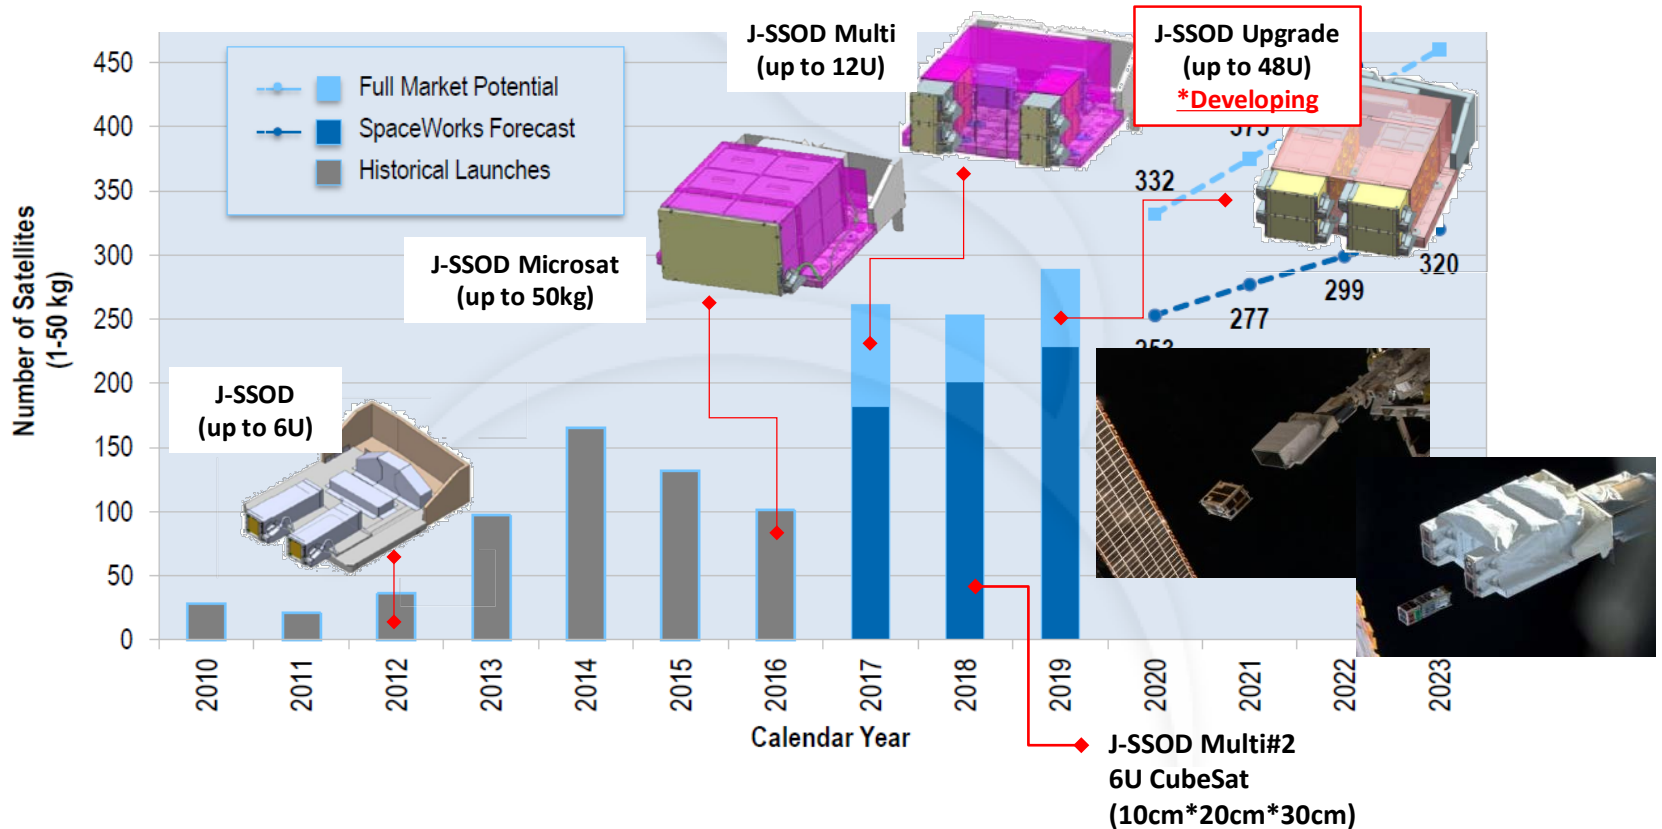 J-SSOD Multi
(up to 12U)
J-SSOD Upgrade
(up to 48U)
*Developing
Full Market Potential
SpaceWorks Forecast
Historical Launches
J-SSOD Microsat
(up to 50kg)
J-SSOD
(up to 6U)
Number of Satellites
(1-50 kg)
450
400
350
300
250
200
150
100
50
0
332
375
253
277
299
320
2010
2011
2012
2013
2014
2015
2016
2017
2018
2019
2020
2021
2022
2023
Calendar Year
J-SSOD Multi#2
6U CubeSat
(10cm*20cm*30cm)